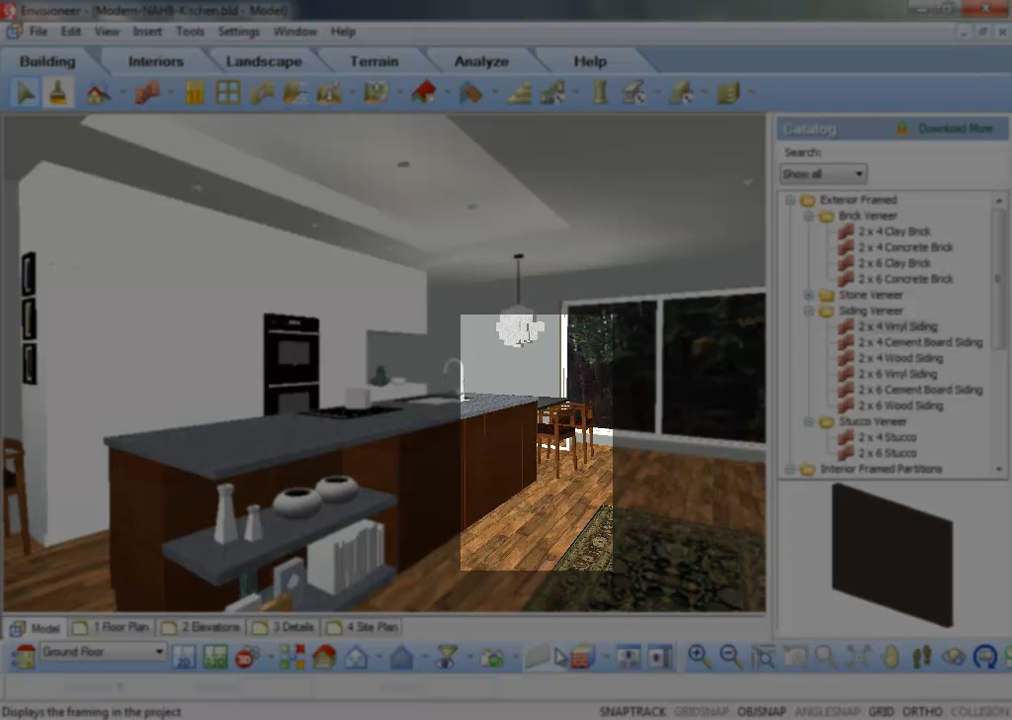 Envisioneer - [Modern-NAHB-Kitchen.bld - Model]
File Edit View Insert Tools Settings Window Help
Building Interiors Landscape Terrain Analyze Help
Catalog Download More
Search:
Show all
Exterior Framed
Brick Veneer
2 x 4 Clay Brick
2 x 4 Concrete Brick
2 x 6 Clay Brick
2 x 6 Concrete Brick
Stone Veneer
Siding Veneer
2 x 4 Vinyl Siding
2 x 4 Cement Board Siding
2 x 4 Wood Siding
2 x 6 Vinyl Siding
2 x 6 Cement Board Siding
2 x 6 Wood Siding
Stucco Veneer
2 x 4 Stucco
2 x 6 Stucco
Interior Framed Partitions
Model 1 Floor Plan 2 Elevations 3 Details 4 Site Plan
Ground Floor 2D 3D
Displays the framing in the project SNAPTRACK GRIDSNAP OBJSNAP ANGLESNAP GRID ORTHO COLLISION